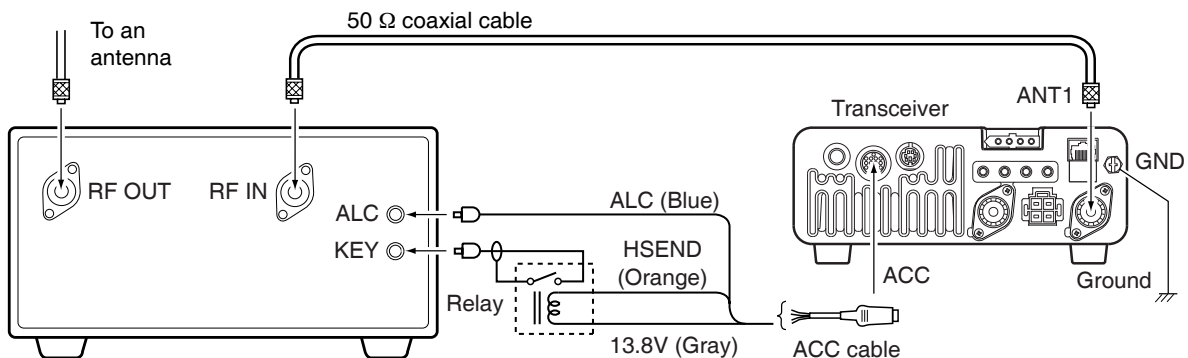 To an
antenna
50 Ω coaxial cable
ANT1
Transceiver
GND
RF OUT
RF IN
ALC
KEY
ALC (Blue)
HSEND
(Orange)
Relay
13.8V (Gray)
ACC
ACC cable
Ground